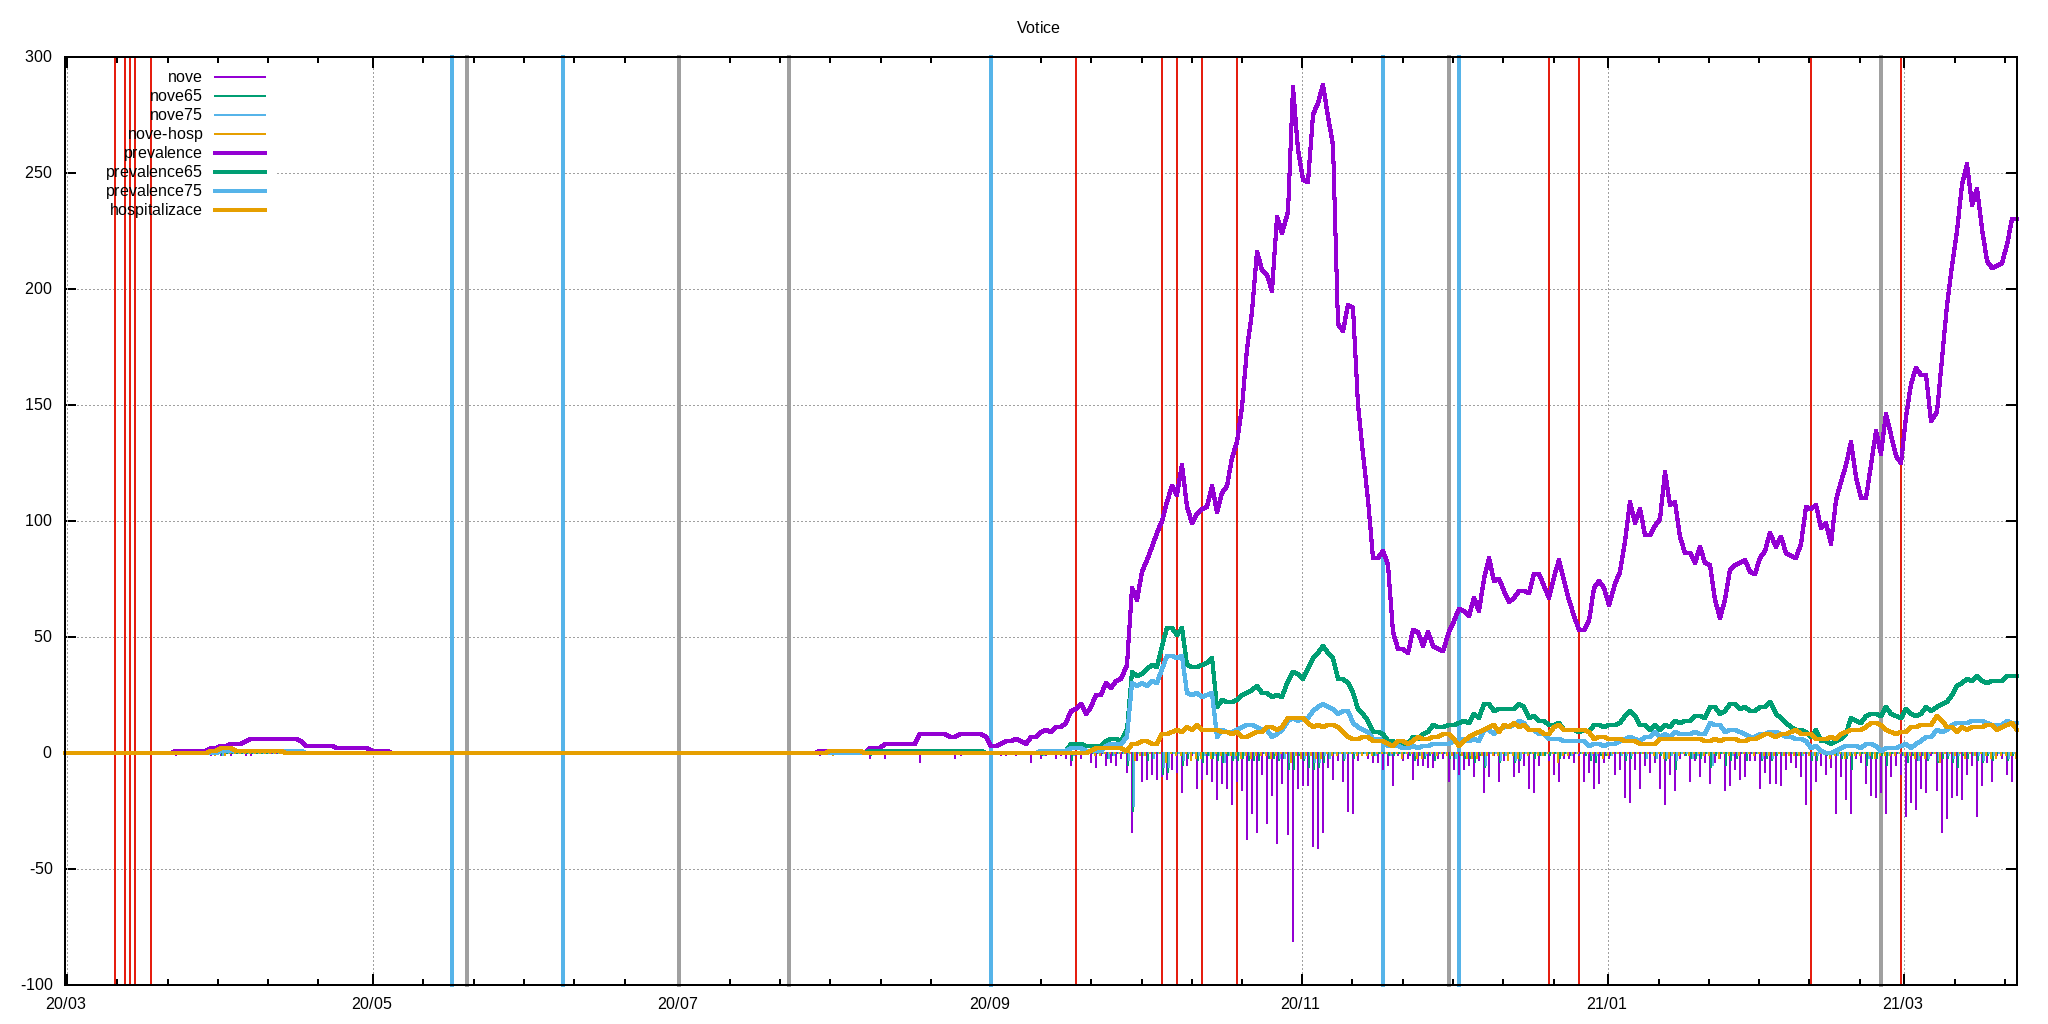 Votice
300
250
200
150
100
50
0
-50
-100
nove
nove65
nove75
nove-hosp
prevalence
prevalence65
prevalence75
hospitalizace
20/03 20/05 20/07 20/09 20/11 21/01 21/03